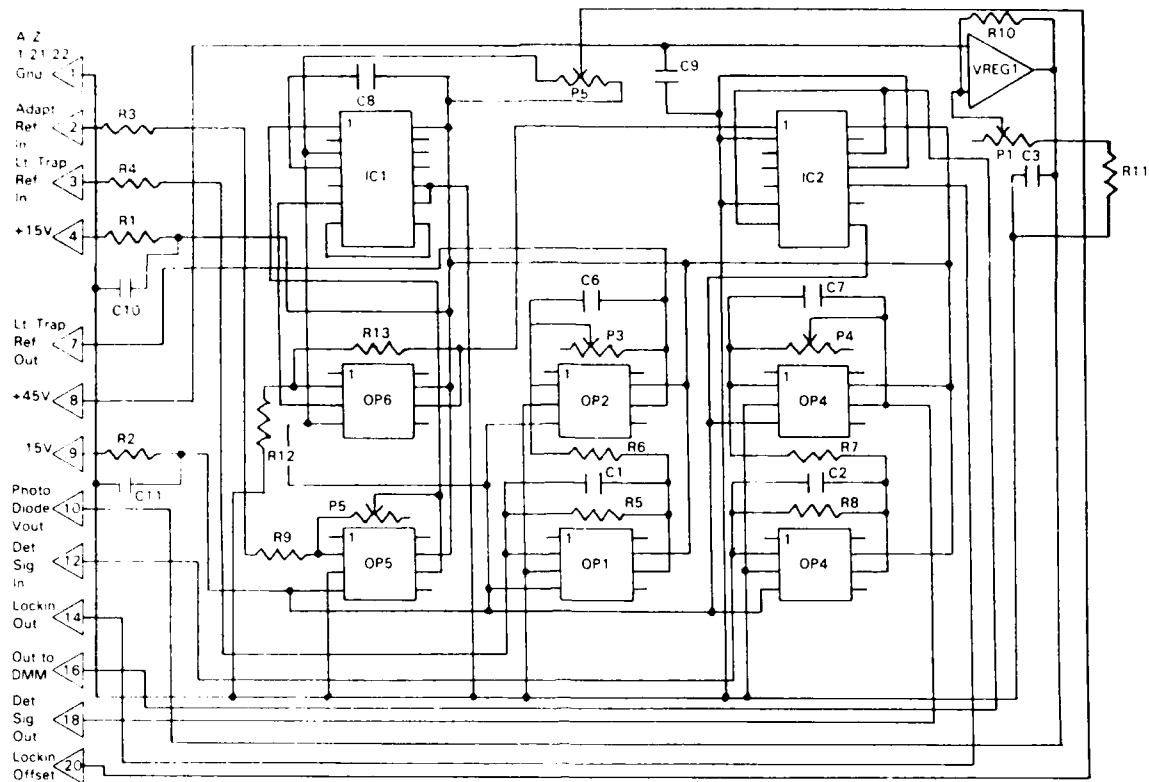 A Z
1 21 22
Gnd 1
Adapt
Ref 2
In
R3
Lt Trap
Ref 3
In
R4
+15V 4
R1
C10
Lt Trap
Ref 7
Out
+45V 8
15V 9
R2
C11
Photo
Diode 10
Vout
Det
Sig 12
In
Lockin
Out 14
Out to
DMM 16
Det
Sig 18
Out
Lockin
Offset 20
C8
P5
C9
R10
VREG1
P1
C3
R11
1
IC1
1
IC2
R13
C6
P3
C7
P4
OP6
1
OP2
1
OP4
R12
R6
R7
C1
C2
R5
R8
P5
R9
1
OP5
1
OP1
1
OP4